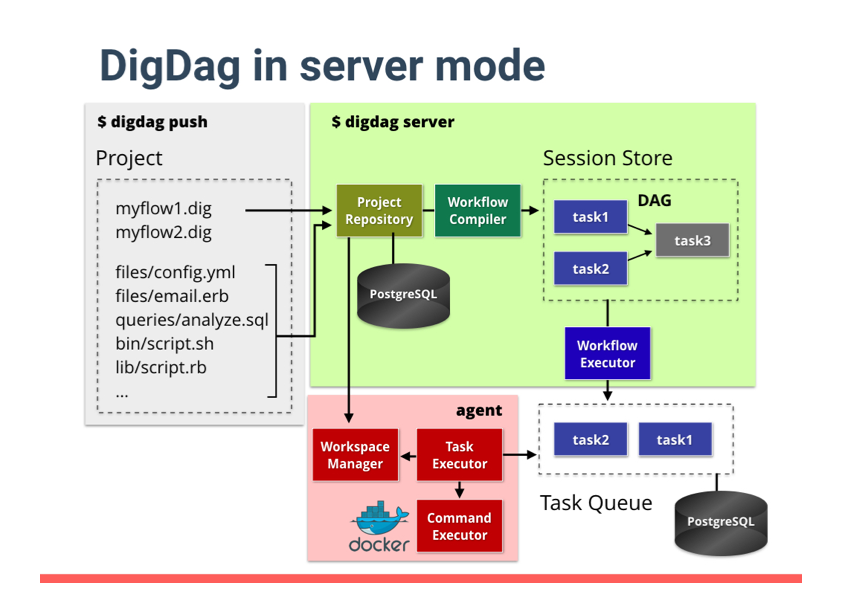 DigDag in server mode
$ digdag push
Project
myflow1.dig
myflow2.dig
files/config.yml
files/email.erb
queries/analyze.sql
bin/script.sh
lib/script.rb
...
$ digdag server
Project
Repository
Workflow
Compiler
PostgreSQL
Session Store
DAG
task1
task2
task3
Workflow
Executor
agent
Workspace
Manager
Task
Executor
docker
Command
Executor
task2
task1
Task Queue
PostgreSQL